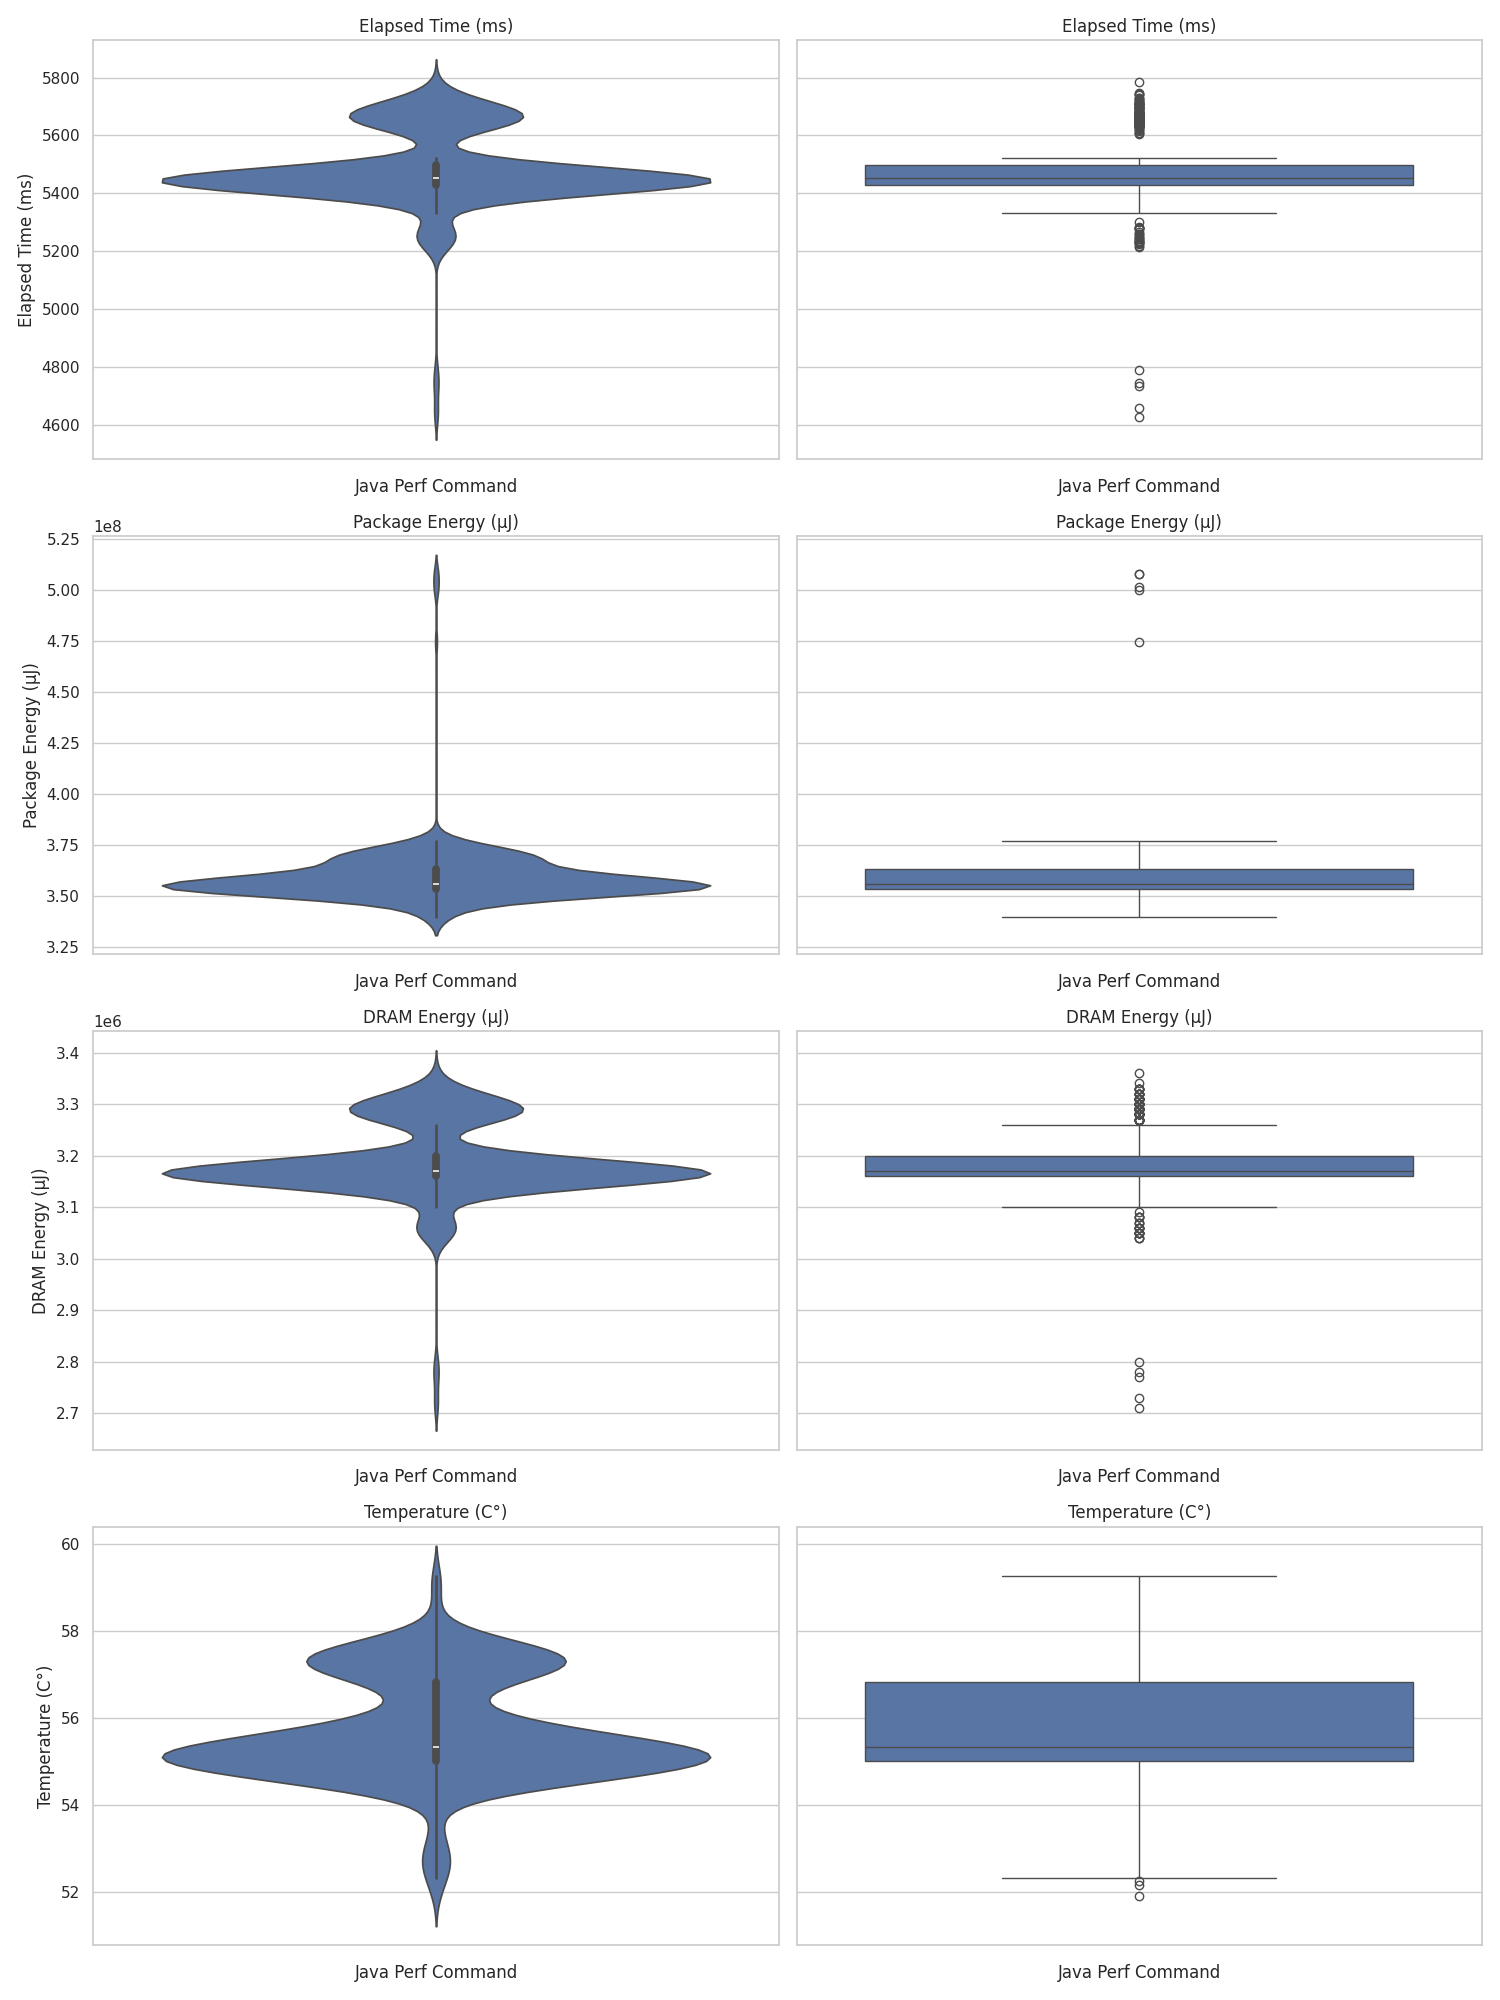 Elapsed Time (ms)
Elapsed Time (ms)
Elapsed Time (ms)
5800
5600
5400
5200
5000
4800
4600
Java Perf Command
Java Perf Command
1e8
Package Energy (µJ)
Package Energy (µJ)
Package Energy (µJ)
5.25
5.00
4.75
4.50
4.25
4.00
3.75
3.50
3.25
Java Perf Command
Java Perf Command
1e6
DRAM Energy (µJ)
DRAM Energy (µJ)
DRAM Energy (µJ)
3.4
3.3
3.2
3.1
3.0
2.9
2.8
2.7
Java Perf Command
Java Perf Command
Temperature (C°)
Temperature (C°)
Temperature (C°)
60
58
56
54
52
Java Perf Command
Java Perf Command